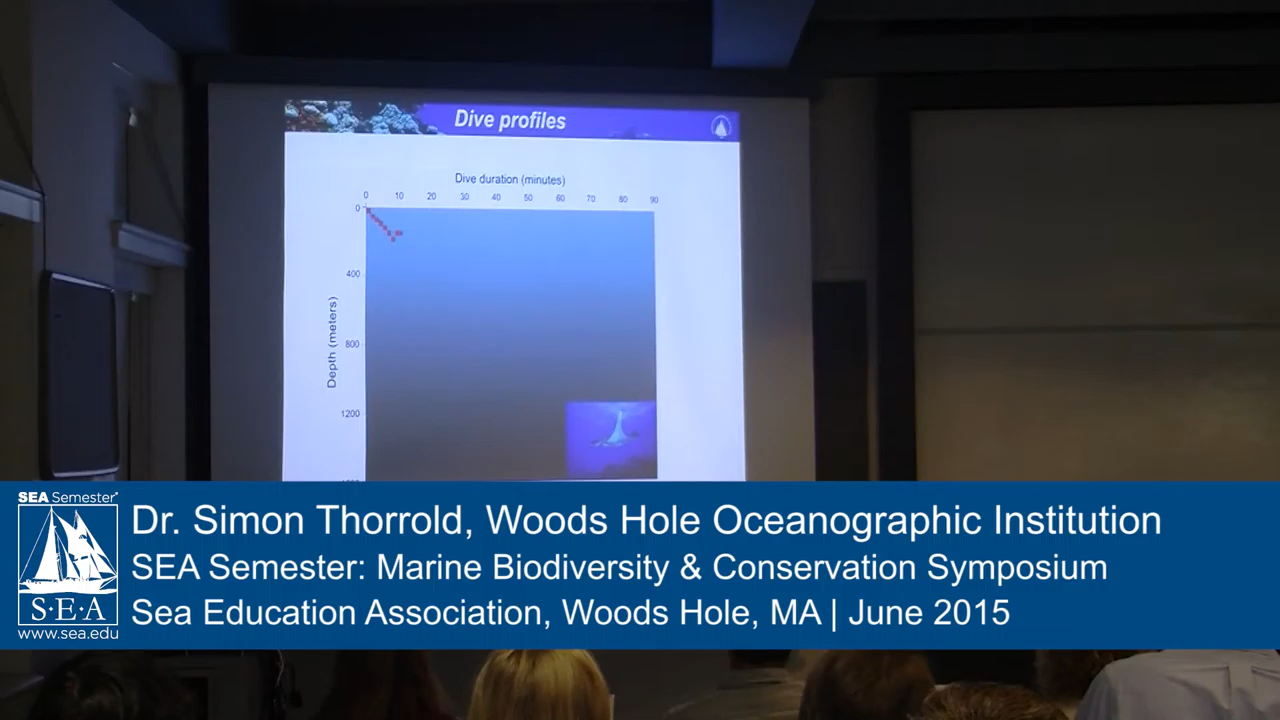 Dive profiles
Dive duration (minutes)
0 10 20 30 40 50 60 70 80 90
0
400
800
1200
Depth (meters)
SEA Semester®
S·E·A
www.sea.edu
Dr. Simon Thorrold, Woods Hole Oceanographic Institution
SEA Semester: Marine Biodiversity & Conservation Symposium
Sea Education Association, Woods Hole, MA | June 2015